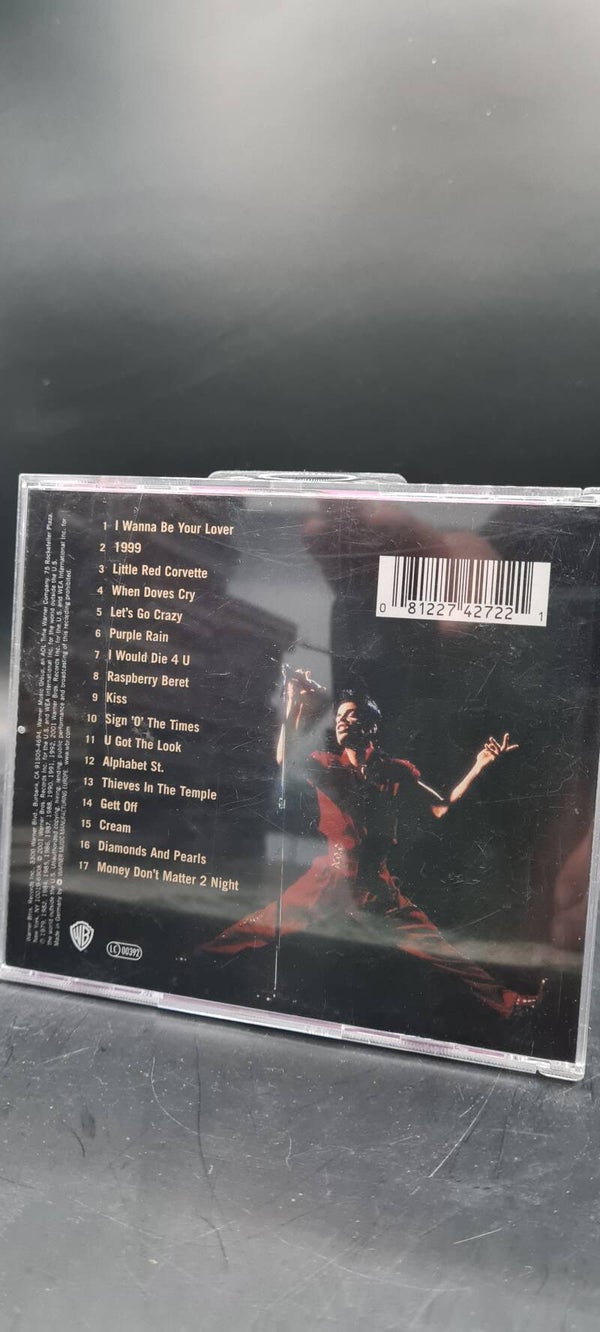 1 I Wanna Be Your Lover
2 1999
3 Little Red Corvette
4 When Doves Cry
5 Let's Go Crazy
6 Purple Rain
7 I Would Die 4 U
8 Raspberry Beret
9 Kiss
10 Sign 'O' The Times
11 U Got The Look
12 Alphabet St.
13 Thieves In The Temple
14 Gett Off
15 Cream
16 Diamonds And Pearls
17 Money Don't Matter 2 Night
0 81227 42722 1
WB
LC 00392